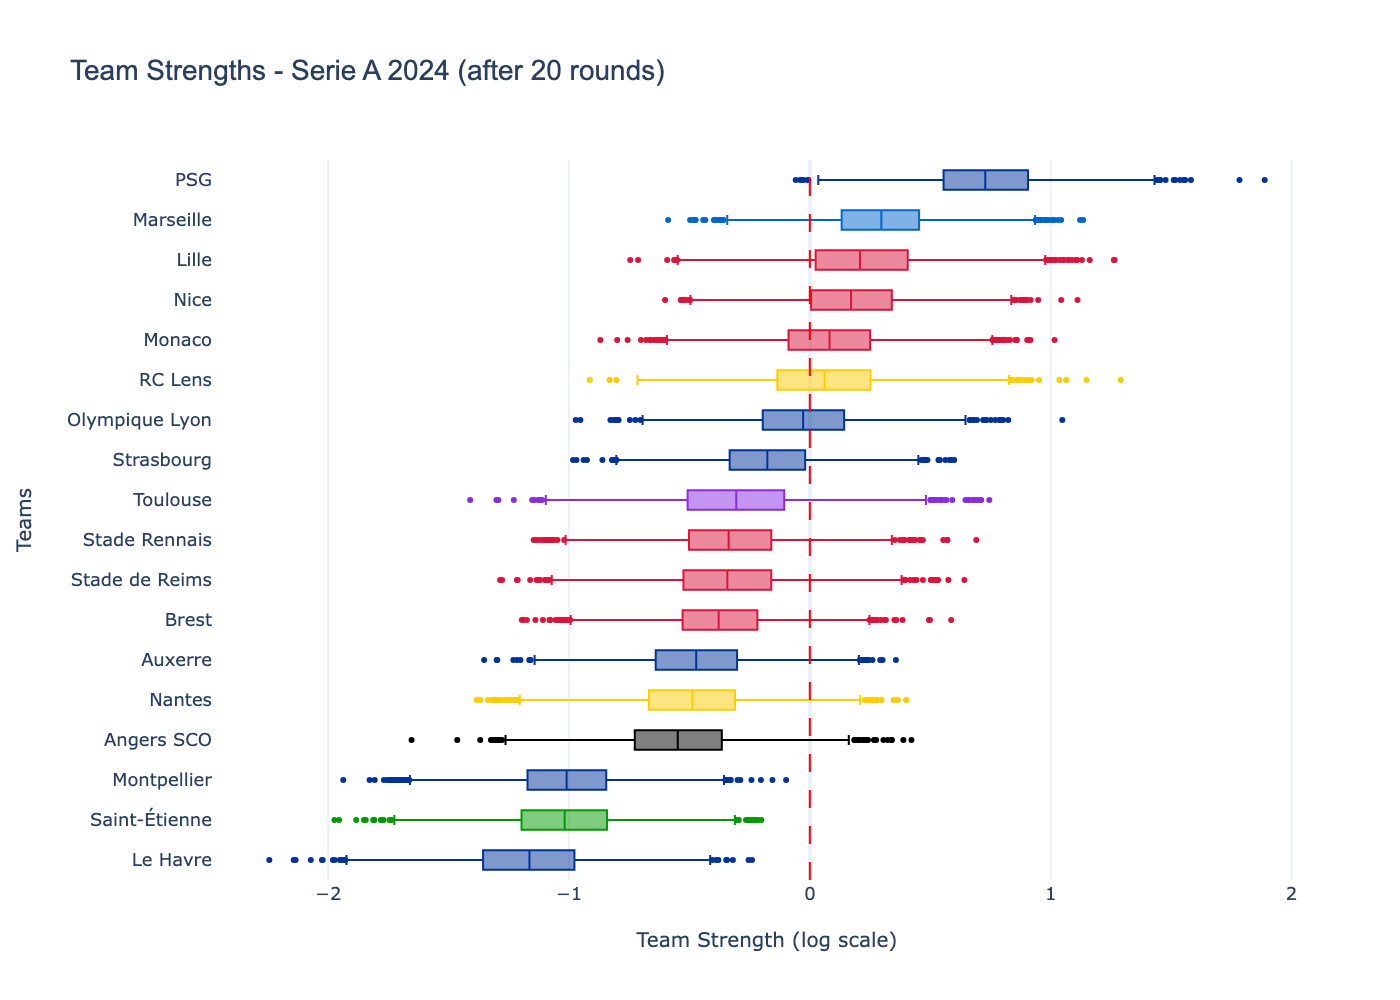 Team Strengths - Serie A 2024 (after 20 rounds)
PSG
Marseille
Lille
Nice
Monaco
RC Lens
Olympique Lyon
Strasbourg
Toulouse
Stade Rennais
Stade de Reims
Brest
Auxerre
Nantes
Angers SCO
Montpellier
Saint-Étienne
Le Havre
Teams
−2 −1 0 1 2
Team Strength (log scale)